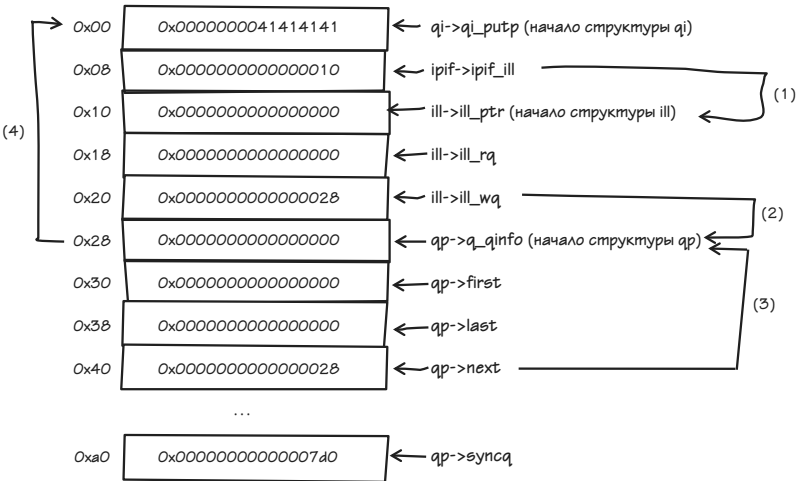 0x00 0x0000000041414141 qi->qi_putp (начало структуры qi)
0x08 0x0000000000000010 ipif->ipif_ill
(1)
0x10 0x0000000000000000 ill->ill_ptr (начало структуры ill)
(4)
0x18 0x0000000000000000 ill->ill_rq
0x20 0x0000000000000028 ill->ill_wq
(2)
0x28 0x0000000000000000 qp->q_qinfo (начало структуры qp)
0x30 0x0000000000000000 qp->first
(3)
0x38 0x0000000000000000 qp->last
0x40 0x0000000000000028 qp->next
...
0xa0 0x00000000000007d0 qp->syncq